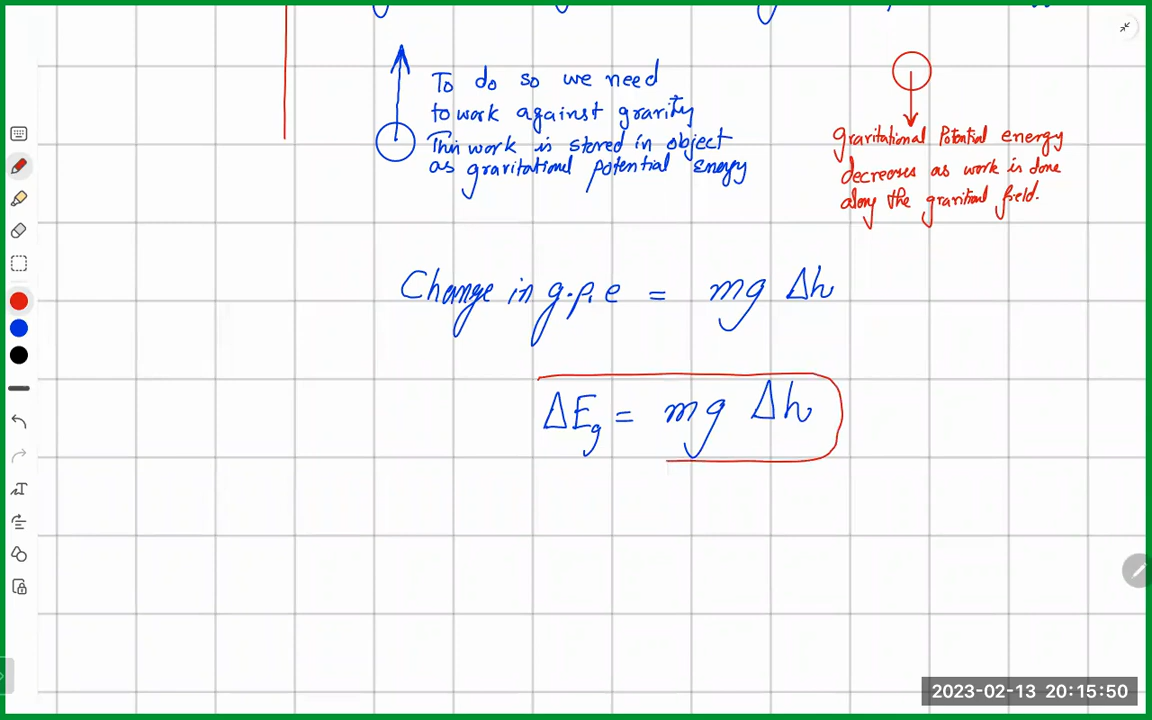 To do so we need
to work against gravity
This work is stored in object
as gravitational potential energy
gravitational Potential energy
decreases as work is done
along the gravitional field.
Change in g.p.e = mg Δh
ΔEg = mg Δh
2023-02-13 20:15:50